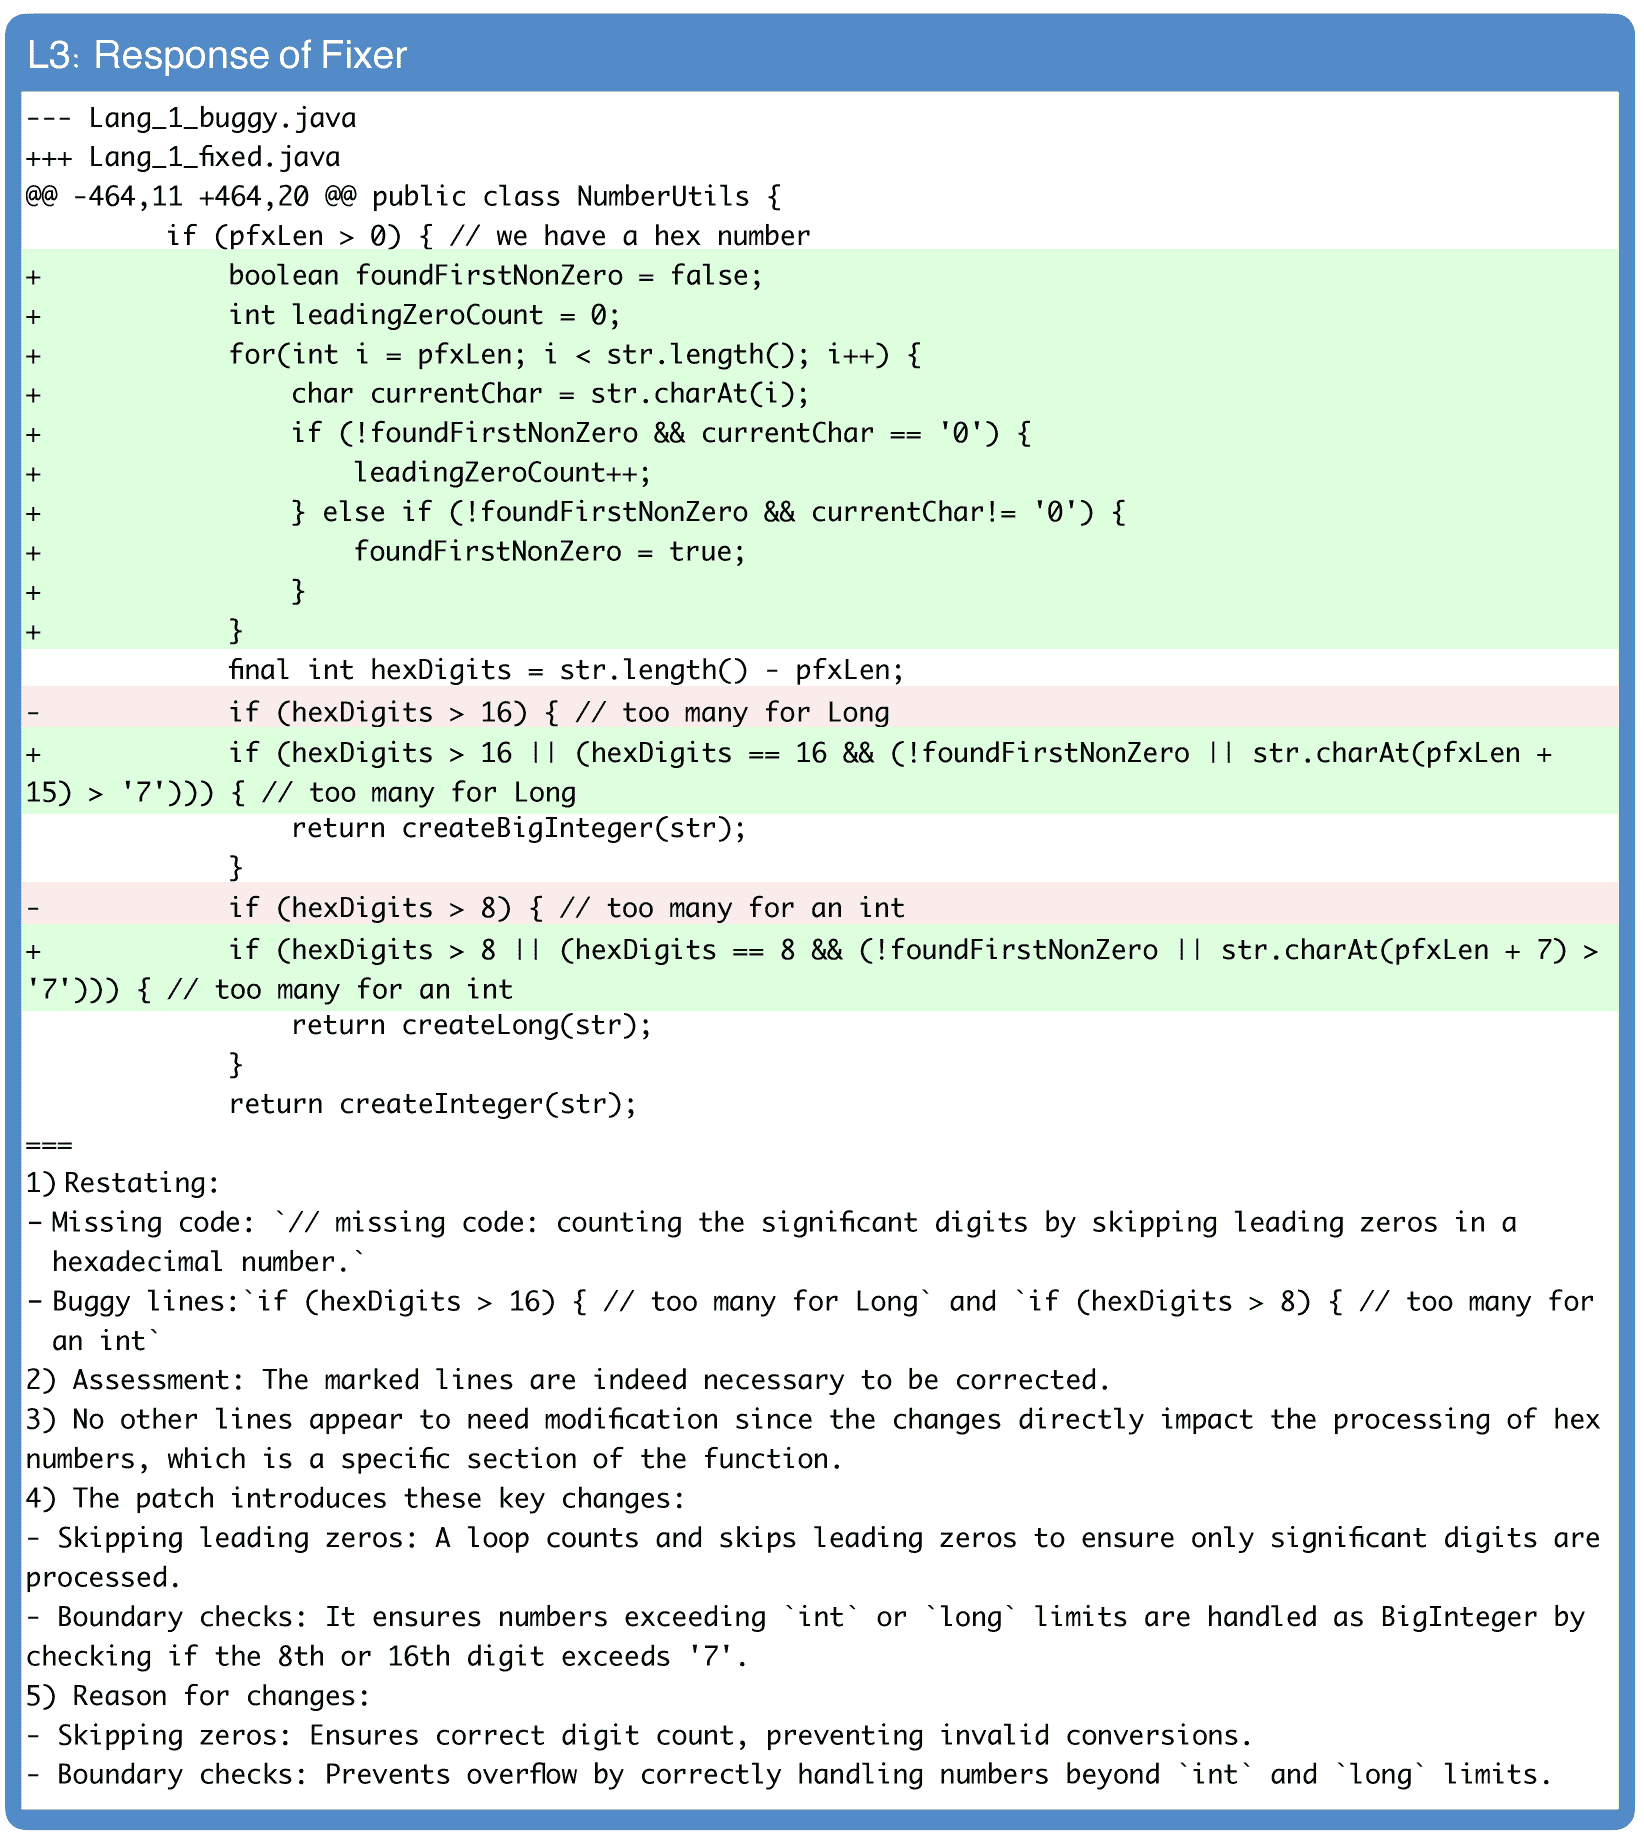 L3: Response of Fixer
--- Lang_1_buggy.java
+++ Lang_1_fixed.java
@@ -464,11 +464,20 @@ public class NumberUtils {
         if (pfxLen > 0) { // we have a hex number
+            boolean foundFirstNonZero = false;
+            int leadingZeroCount = 0;
+            for(int i = pfxLen; i < str.length(); i++) {
+                char currentChar = str.charAt(i);
+                if (!foundFirstNonZero && currentChar == '0') {
+                    leadingZeroCount++;
+                } else if (!foundFirstNonZero && currentChar!= '0') {
+                    foundFirstNonZero = true;
+                }
+            }
             final int hexDigits = str.length() - pfxLen;
-            if (hexDigits > 16) { // too many for Long
+            if (hexDigits > 16 || (hexDigits == 16 && (!foundFirstNonZero || str.charAt(pfxLen +
15) > '7'))) { // too many for Long
                 return createBigInteger(str);
             }
-            if (hexDigits > 8) { // too many for an int
+            if (hexDigits > 8 || (hexDigits == 8 && (!foundFirstNonZero || str.charAt(pfxLen + 7) >
'7'))) { // too many for an int
                 return createLong(str);
             }
             return createInteger(str);
===
1) Restating:
- Missing code: `// missing code: counting the significant digits by skipping leading zeros in a
hexadecimal number.`
- Buggy lines:`if (hexDigits > 16) { // too many for Long` and `if (hexDigits > 8) { // too many for
an int`
2) Assessment: The marked lines are indeed necessary to be corrected.
3) No other lines appear to need modification since the changes directly impact the processing of hex
numbers, which is a specific section of the function.
4) The patch introduces these key changes:
- Skipping leading zeros: A loop counts and skips leading zeros to ensure only significant digits are
processed.
- Boundary checks: It ensures numbers exceeding `int` or `long` limits are handled as BigInteger by
checking if the 8th or 16th digit exceeds '7'.
5) Reason for changes:
- Skipping zeros: Ensures correct digit count, preventing invalid conversions.
- Boundary checks: Prevents overflow by correctly handling numbers beyond `int` and `long` limits.